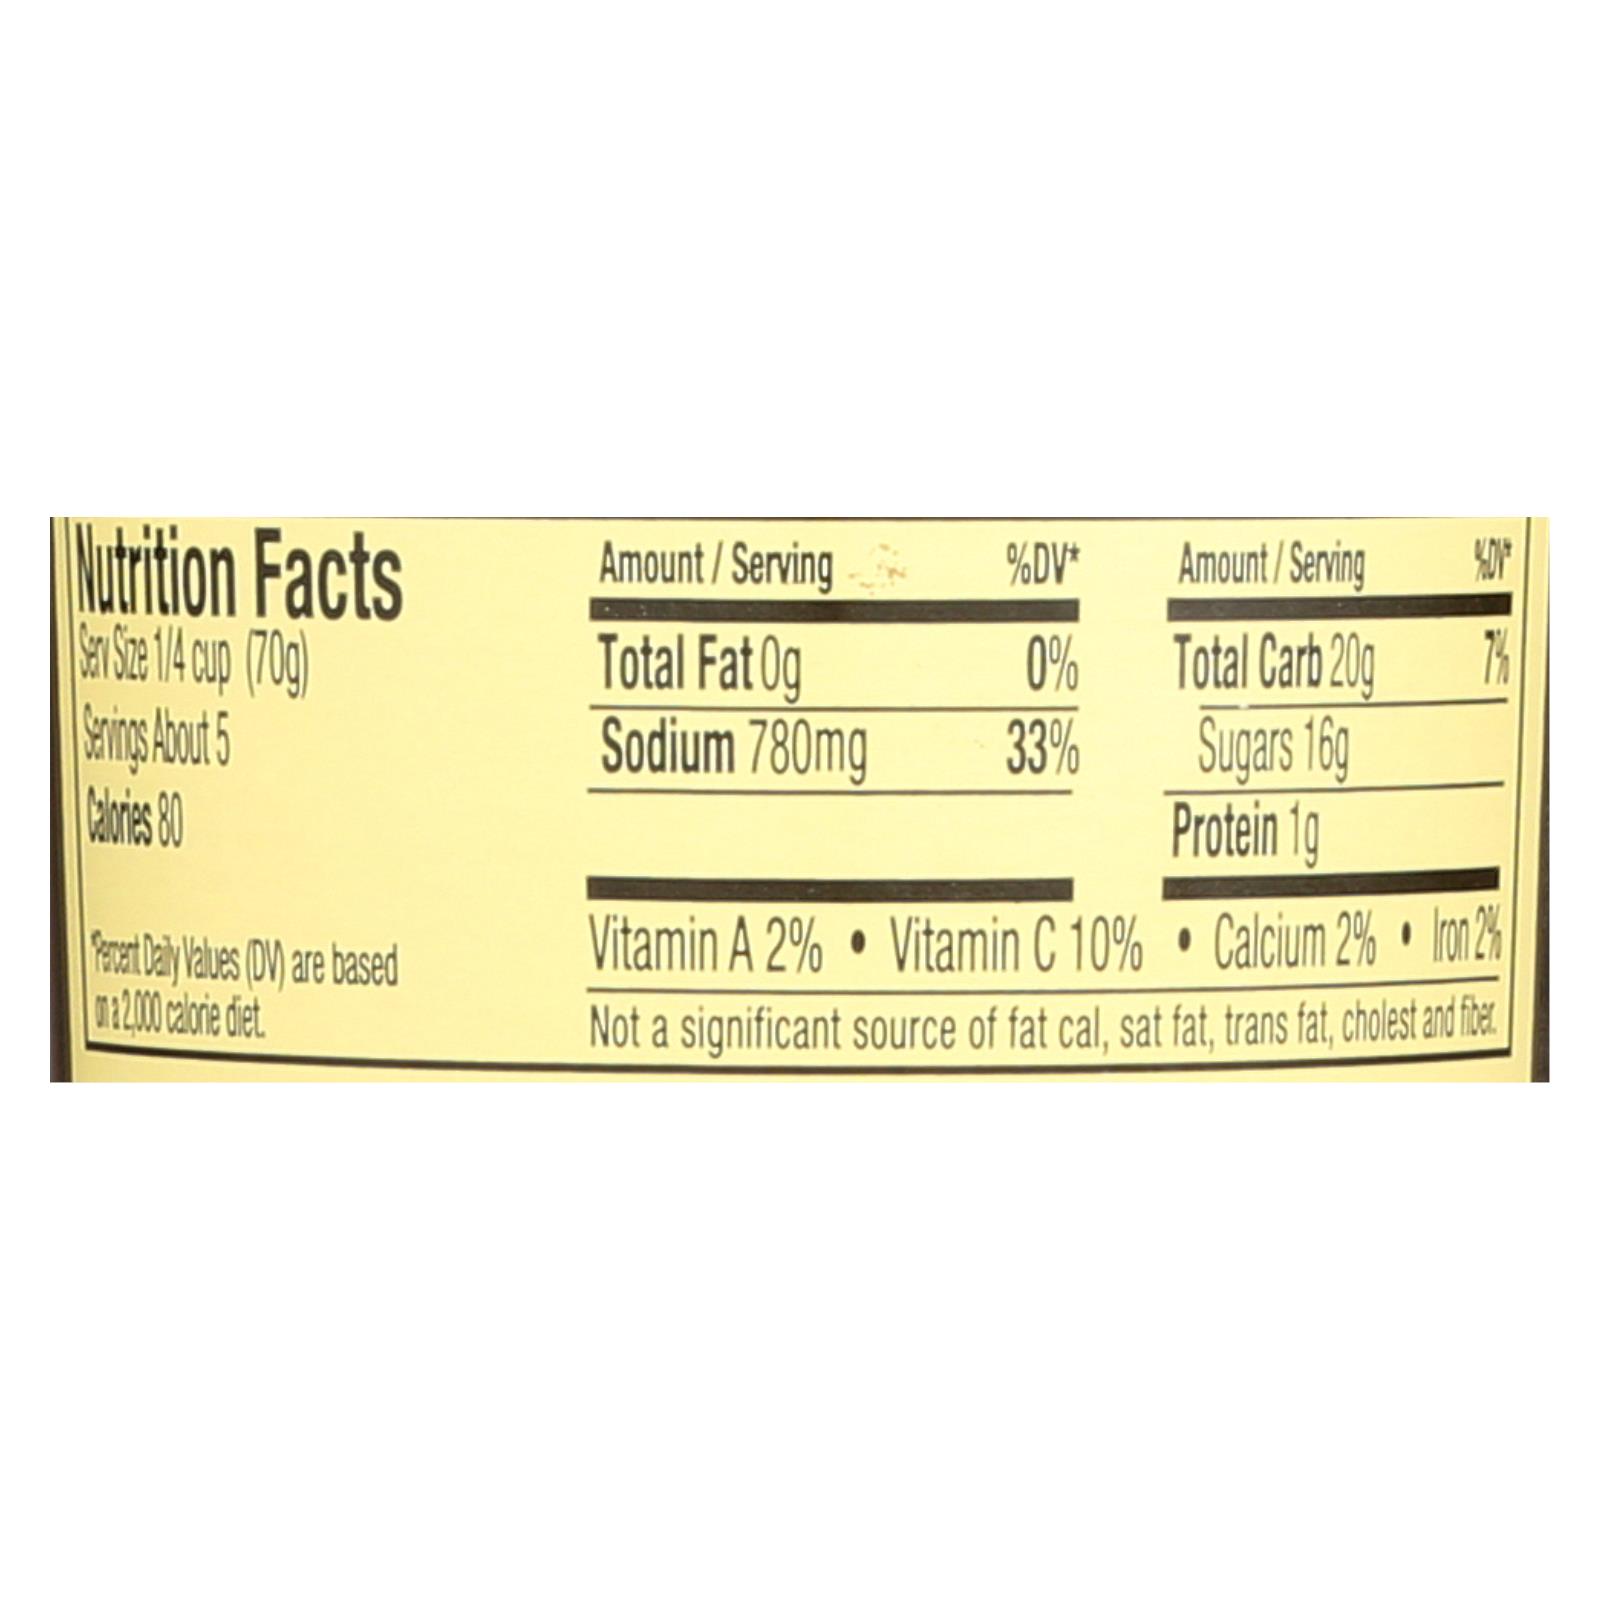 Nutrition Facts
Serv Size 1/4 cup (70g)
Servings About 5
Calories 80
*Percent Daily Values (DV) are based
on a 2,000 calorie diet.
Amount / Serving %DV*
Total Fat 0g 0%
Sodium 780mg 33%
Amount / Serving %DV*
Total Carb 20g 7%
Sugars 16g
Protein 1g
Vitamin A 2% • Vitamin C 10% • Calcium 2% • Iron 2%
Not a significant source of fat cal, sat fat, trans fat, cholest and fiber.